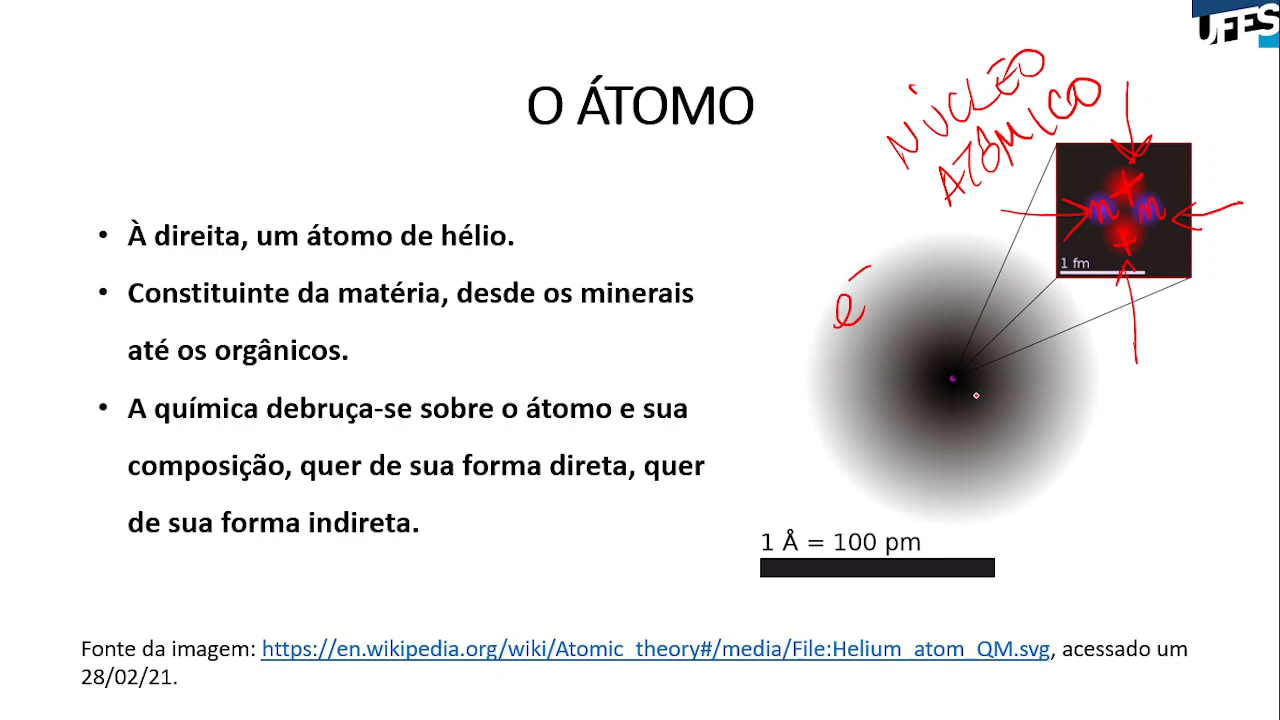 UFES
O ÁTOMO
NÚCLEO
ATÔMICO
• À direita, um átomo de hélio.
• Constituinte da matéria, desde os minerais
até os orgânicos.
• A química debruça-se sobre o átomo e sua
composição, quer de sua forma direta, quer
de sua forma indireta.
+
n n
+
1 fm
e⁻
1 Å = 100 pm
Fonte da imagem: https://en.wikipedia.org/wiki/Atomic_theory#/media/File:Helium_atom_QM.svg, acessado um
28/02/21.